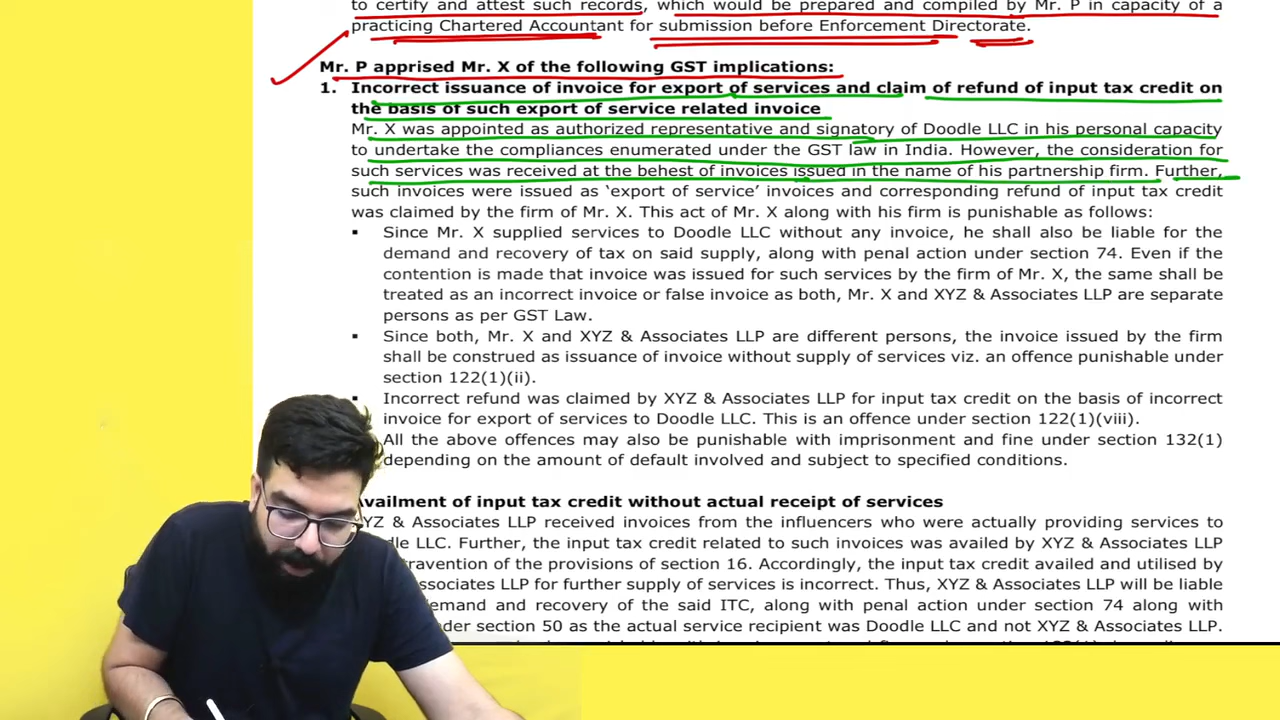 to certify and attest such records, which would be prepared and compiled by Mr. P in capacity of a
practicing Chartered Accountant for submission before Enforcement Directorate.
Mr. P apprised Mr. X of the following GST implications:
1. Incorrect issuance of invoice for export of services and claim of refund of input tax credit on
the basis of such export of service related invoice
Mr. X was appointed as authorized representative and signatory of Doodle LLC in his personal capacity
to undertake the compliances enumerated under the GST law in India. However, the consideration for
such services was received at the behest of invoices issued in the name of his partnership firm. Further,
such invoices were issued as ‘export of service’ invoices and corresponding refund of input tax credit
was claimed by the firm of Mr. X. This act of Mr. X along with his firm is punishable as follows:
▪ Since Mr. X supplied services to Doodle LLC without any invoice, he shall also be liable for the
demand and recovery of tax on said supply, along with penal action under section 74. Even if the
contention is made that invoice was issued for such services by the firm of Mr. X, the same shall be
treated as an incorrect invoice or false invoice as both, Mr. X and XYZ & Associates LLP are separate
persons as per GST Law.
▪ Since both, Mr. X and XYZ & Associates LLP are different persons, the invoice issued by the firm
shall be construed as issuance of invoice without supply of services viz. an offence punishable under
section 122(1)(ii).
▪ Incorrect refund was claimed by XYZ & Associates LLP for input tax credit on the basis of incorrect
invoice for export of services to Doodle LLC. This is an offence under section 122(1)(viii).
All the above offences may also be punishable with imprisonment and fine under section 132(1)
depending on the amount of default involved and subject to specified conditions.
Availment of input tax credit without actual receipt of services
YZ & Associates LLP received invoices from the influencers who were actually providing services to
dle LLC. Further, the input tax credit related to such invoices was availed by XYZ & Associates LLP
travention of the provisions of section 16. Accordingly, the input tax credit availed and utilised by
ssociates LLP for further supply of services is incorrect. Thus, XYZ & Associates LLP will be liable
emand and recovery of the said ITC, along with penal action under section 74 along with
under section 50 as the actual service recipient was Doodle LLC and not XYZ & Associates LLP.